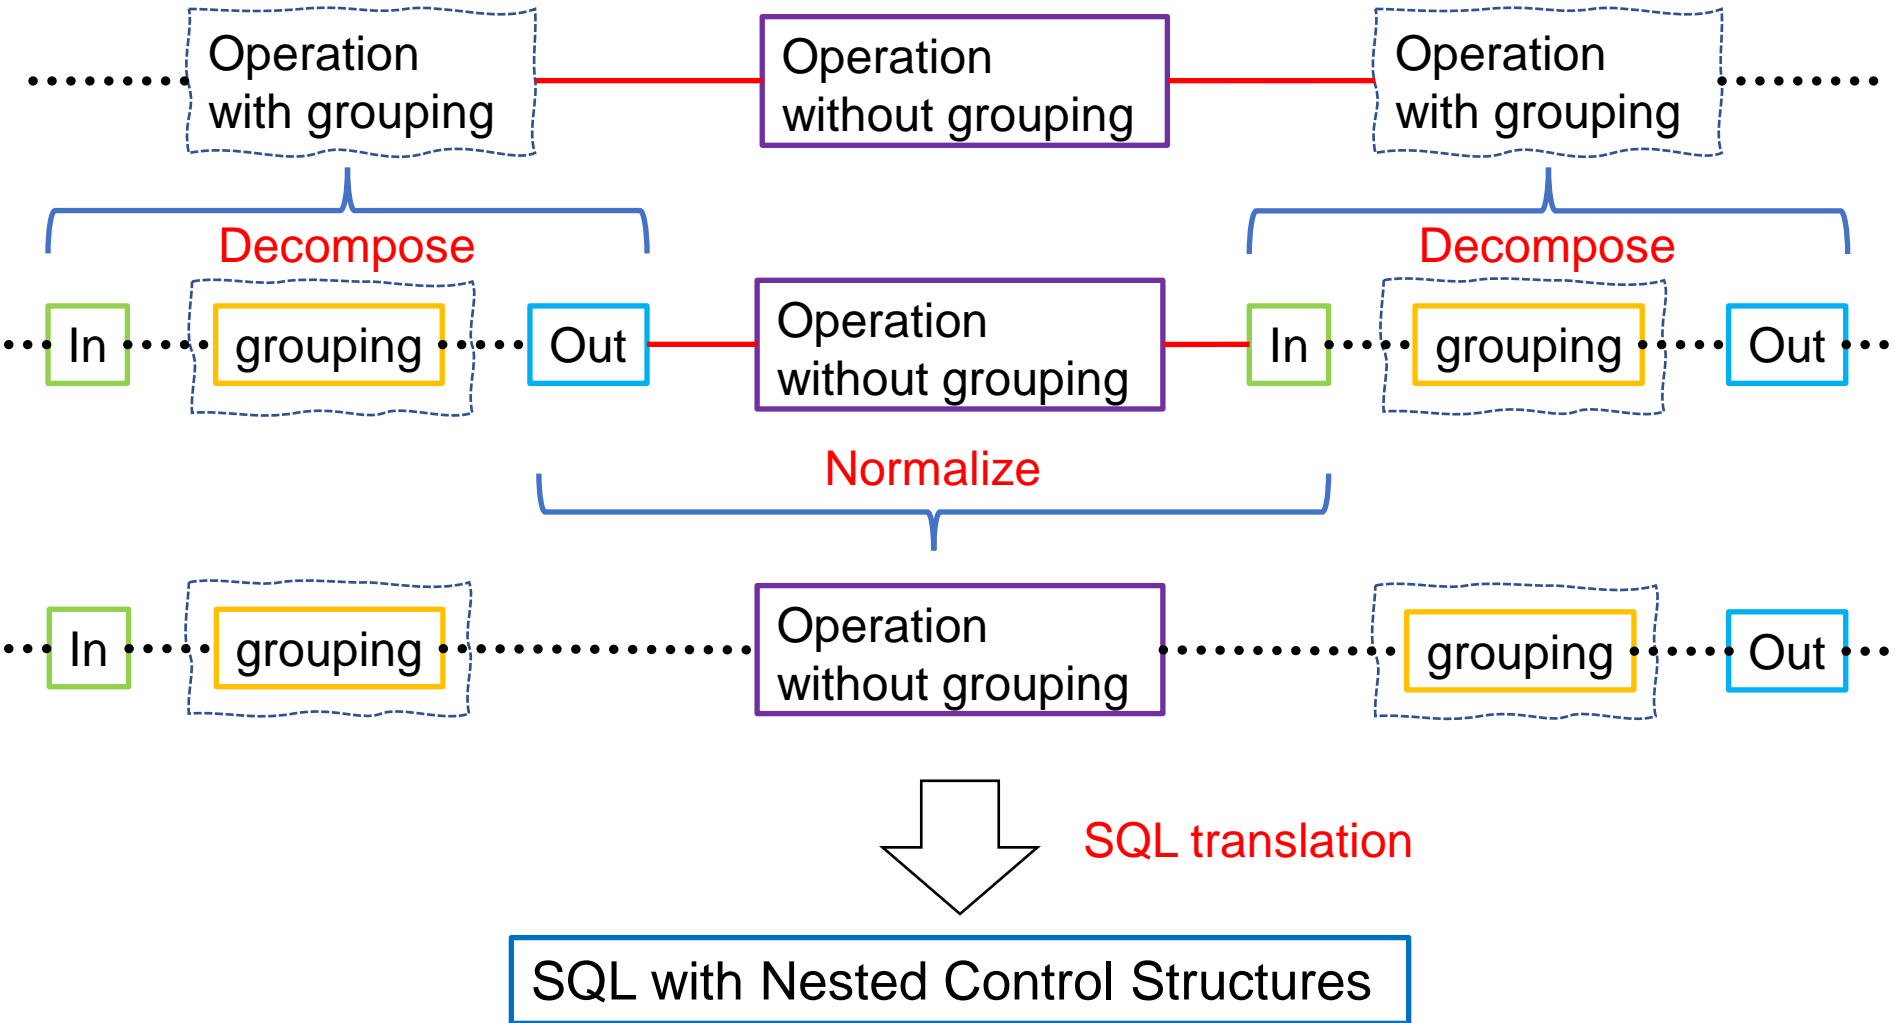 Operation
with grouping
Operation
without grouping
Operation
with grouping
Decompose
Decompose
In
grouping
Out
Operation
without grouping
In
grouping
Out
Normalize
In
grouping
Operation
without grouping
grouping
Out
SQL translation
SQL with Nested Control Structures